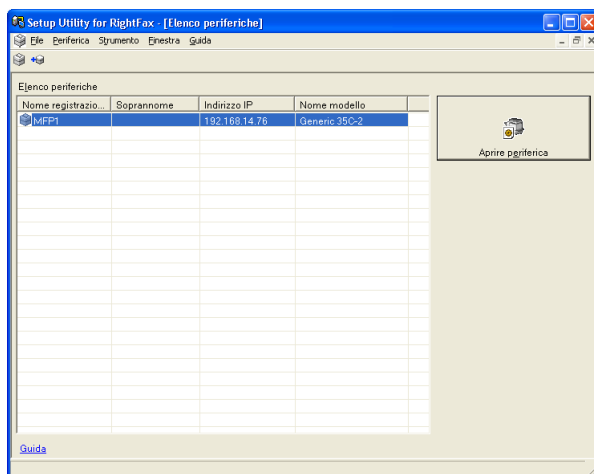 Setup Utility for RightFax - [Elenco periferiche]
File Periferica Strumento Finestra Guida
Elenco periferiche
Nome registrazio... Soprannome Indirizzo IP Nome modello
MFP1 192.168.14.76 Generic 35C-2
Aprire periferica
Guida